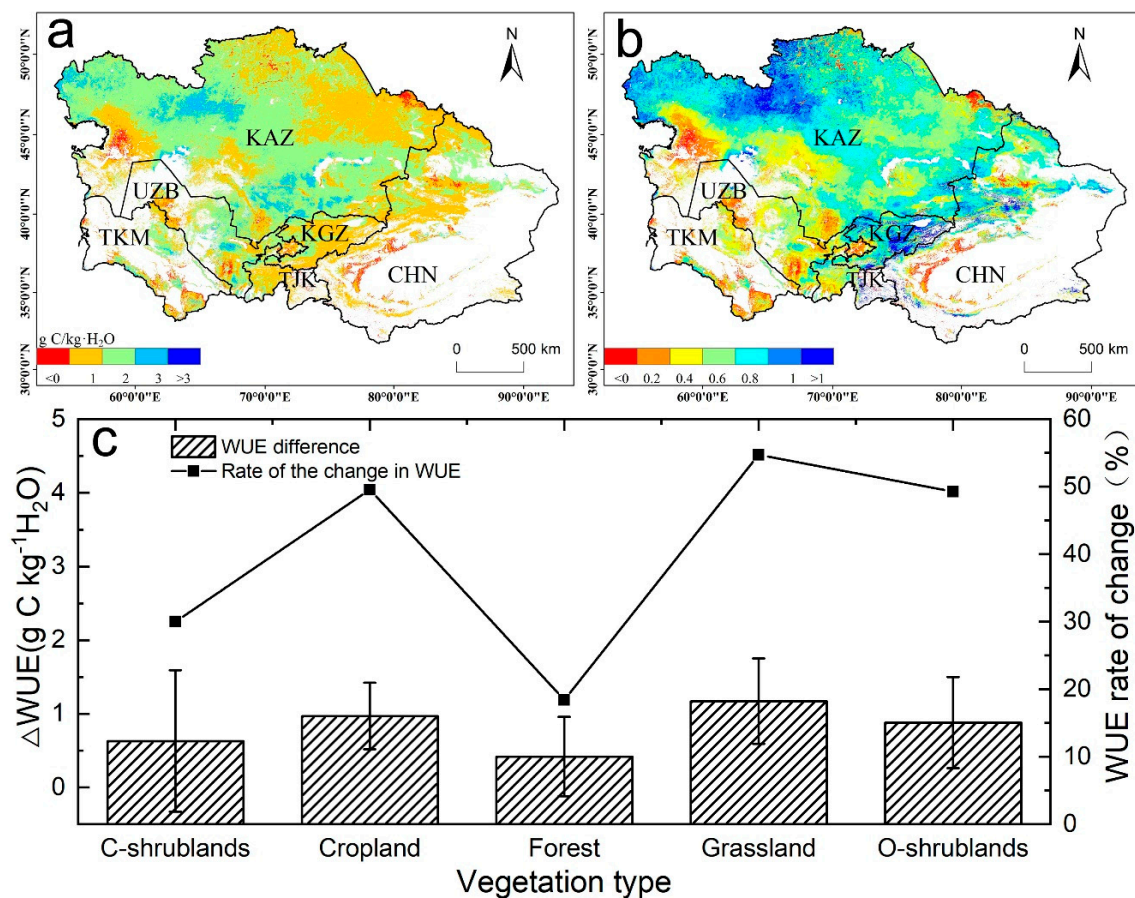 a
N
50°0'0"N
45°0'0"N
40°0'0"N
35°0'0"N
30°0'0"N
KAZ
UZB
TKM
KGZ
TJK
CHN
g C/kg·H₂O
<0 1 2 3 >3
0 500 km
60°0'0"E 70°0'0"E 80°0'0"E 90°0'0"E
b
N
50°0'0"N
45°0'0"N
40°0'0"N
35°0'0"N
30°0'0"N
KAZ
UZB
TKM
KGZ
TJK
CHN
<0 0.2 0.4 0.6 0.8 1 >1
0 500 km
60°0'0"E 70°0'0"E 80°0'0"E 90°0'0"E
c
WUE difference
Rate of the change in WUE
△WUE(g C kg⁻¹H₂O)
5
4
3
2
1
0
WUE rate of change（%）
60
50
40
30
20
10
0
C-shrublands Cropland Forest Grassland O-shrublands
Vegetation type